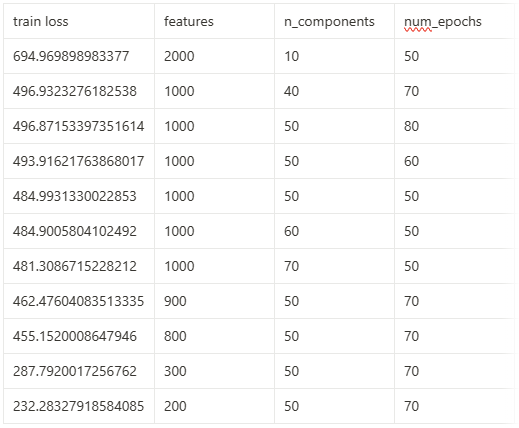 train loss features n_components num_epochs
694.969898983377 2000 10 50
496.9323276182538 1000 40 70
496.87153397351614 1000 50 80
493.91621763868017 1000 50 60
484.9931330022853 1000 50 50
484.9005804102492 1000 60 50
481.3086715228212 1000 70 50
462.47604083513335 900 50 70
455.1520008647946 800 50 70
287.7920017256762 300 50 70
232.28327918584085 200 50 70